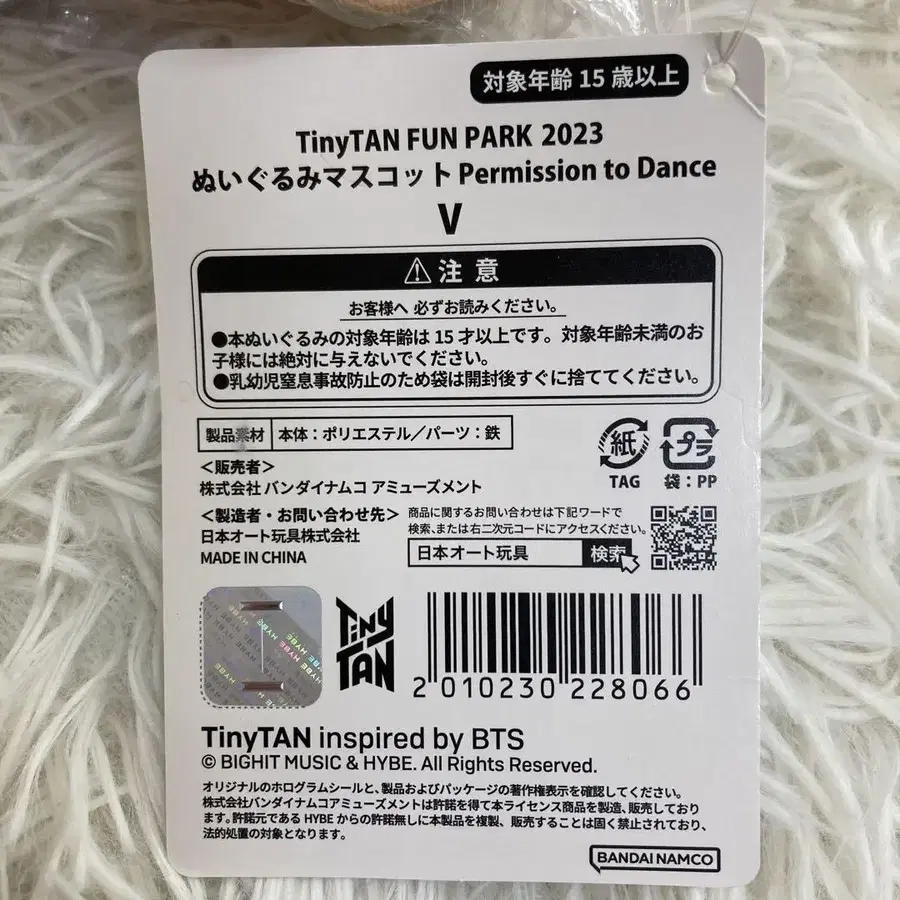 対象年齢 15 歳以上
TinyTAN FUN PARK 2023
ぬいぐるみマスコット Permission to Dance
V
⚠注意
お客様へ 必ずお読みください。
●本ぬいぐるみの対象年齢は 15 才以上です。対象年齢未満のお
子様には絶対に与えないでください。
●乳幼児窒息事故防止のため袋は開封後すぐに捨ててください。
製品素材 本体：ポリエステル／パーツ：鉄
紙 プラ
TAG 袋：PP
＜販売者＞
株式会社 バンダイナムコ アミューズメント
＜製造者・お問い合わせ先＞
日本オート玩具株式会社
MADE IN CHINA
商品に関するお問い合わせは下記ワードで
検索、または右二次元コードにアクセスください。
日本オート玩具 検索
HYBE HYBE HYBE
TiNY
TAN
2 010230 228066
TinyTAN inspired by BTS
© BIGHIT MUSIC & HYBE. All Rights Reserved.
オリジナルのホログラムシールと、製品およびパッケージの著作権表示を確認してください。
株式会社バンダイナムコアミューズメントは許諾を得て本ライセンス商品を製造、販売しており
ます。許諾元である HYBE からの許諾無しに本製品を複製、販売することは固く禁止されており、
法的処置の対象となります。
BANDAI NAMCO